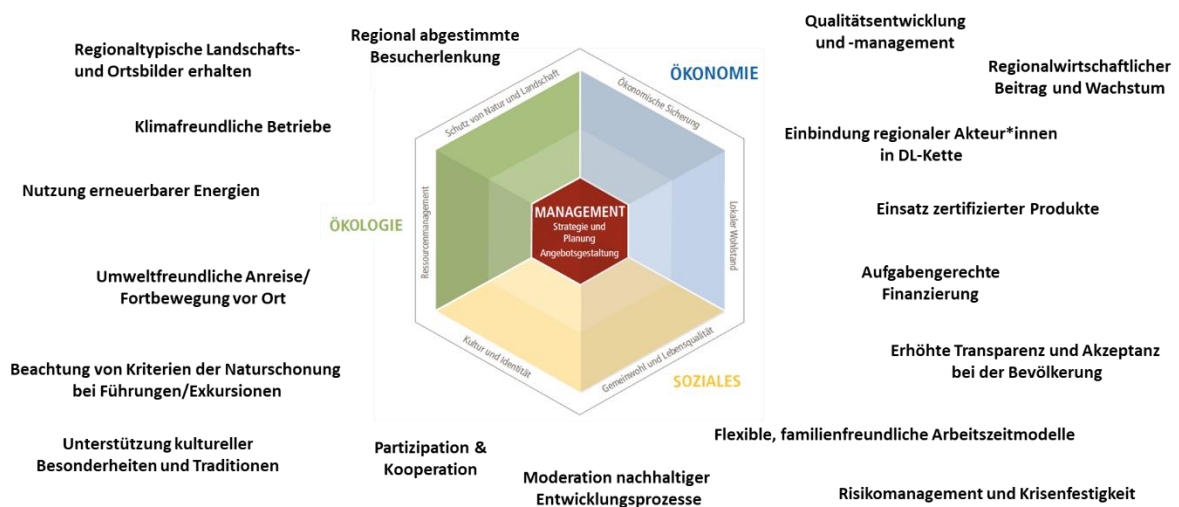 Regionaltypische Landschafts-
und Ortsbilder erhalten
Regional abgestimmte
Besucherlenkung
Qualitätsentwicklung
und -management
Regionalwirtschaftlicher
Beitrag und Wachstum
Klimafreundliche Betriebe
Einbindung regionaler Akteur*innen
in DL-Kette
Nutzung erneuerbarer Energien
Einsatz zertifizierter Produkte
Umweltfreundliche Anreise/
Fortbewegung vor Ort
Aufgabengerechte
Finanzierung
Beachtung von Kriterien der Naturschonung
bei Führungen/Exkursionen
Erhöhte Transparenz und Akzeptanz
bei der Bevölkerung
Unterstützung kultureller
Besonderheiten und Traditionen
Partizipation &
Kooperation
Moderation nachhaltiger
Entwicklungsprozesse
Flexible, familienfreundliche Arbeitszeitmodelle
Risikomanagement und Krisenfestigkeit
ÖKONOMIE
ÖKOLOGIE
SOZIALES
Schutz von Natur und Landschaft
Ökonomische Sicherung
Ressourcenmanagement
Lokaler Wohlstand
Kultur und Identität
Gemeinwohl und Lebensqualität
MANAGEMENT
Strategie und
Planung
Angebotsgestaltung